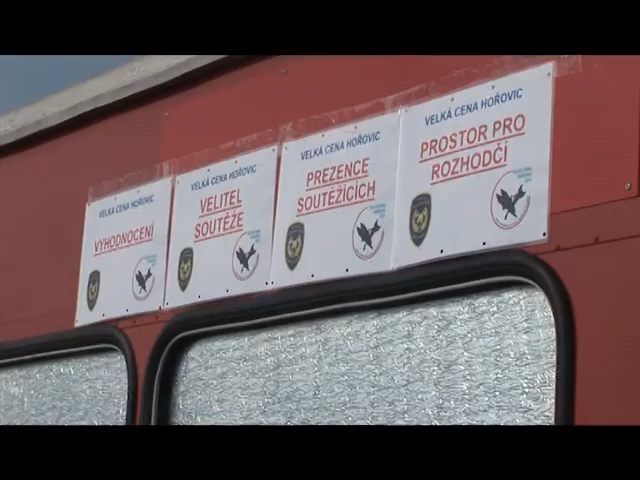 VELKÁ CENA HOŘOVIC
VYHODNOCENÍ
VELKÁ CENA HOŘOVIC
VELITEL
SOUTĚŽE
VELKÁ CENA HOŘOVIC
PREZENCE
SOUTĚŽÍCÍCH
VELKÁ CENA HOŘOVIC
PROSTOR PRO
ROZHODČÍ